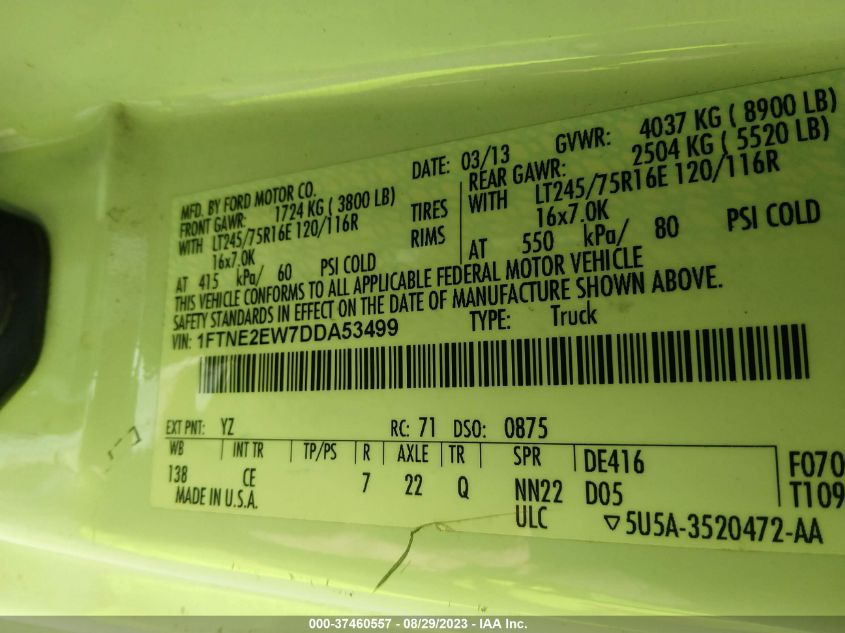 MFD. BY FORD MOTOR CO.
DATE: 03/13
GVWR: 4037 KG ( 8900 LB)
FRONT GAWR: 1724 KG ( 3800 LB)
REAR GAWR: 2504 KG ( 5520 LB)
WITH LT245/75R16E 120/116R TIRES WITH LT245/75R16E 120/116R
16x7.0K RIMS 16x7.0K
AT 415 kPa/ 60 PSI COLD AT 550 kPa/ 80 PSI COLD
THIS VEHICLE CONFORMS TO ALL APPLICABLE FEDERAL MOTOR VEHICLE
SAFETY STANDARDS IN EFFECT ON THE DATE OF MANUFACTURE SHOWN ABOVE.
VIN: 1FTNE2EW7DDA53499 TYPE: Truck
EXT PNT: YZ RC: 71 DSO: 0875
WB INT TR TP/PS R AXLE TR SPR DE416 F070
138 CE 7 22 Q NN22 D05 T109
MADE IN U.S.A. ULC ▽5U5A-3520472-AA
000-37460557 - 08/29/2023 - IAA Inc.